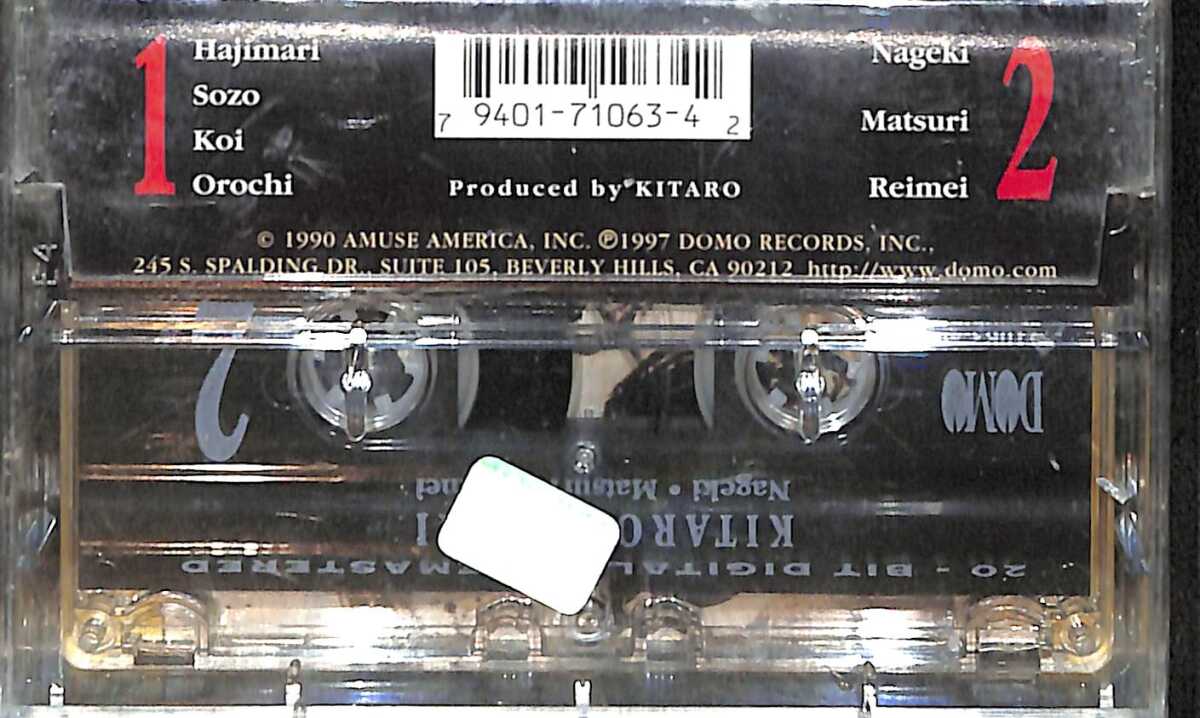 1
Hajimari
Sozo
Koi
Orochi
7 9401-71063-4 2
Produced by KITARO
Nageki
Matsuri
Reimei
2
© 1990 AMUSE AMERICA, INC. ℗1997 DOMO RECORDS, INC.,
245 S. SPALDING DR., SUITE 105, BEVERLY HILLS, CA 90212 http://www.domo.com
2
DOMO
Nageki • Matsuri
KITARO
20 - BIT DIGITAL